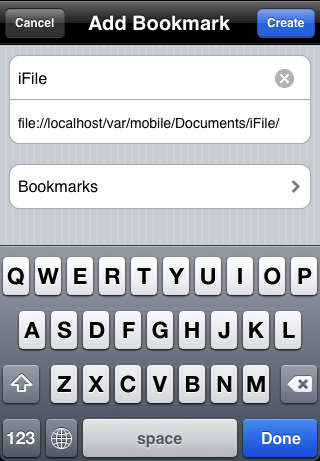 Cancel Add Bookmark Create
iFile
file://localhost/var/mobile/Documents/iFile/
Bookmarks
Q W E R T Y U I O P
A S D F G H J K L
Z X C V B N M
123 space Done